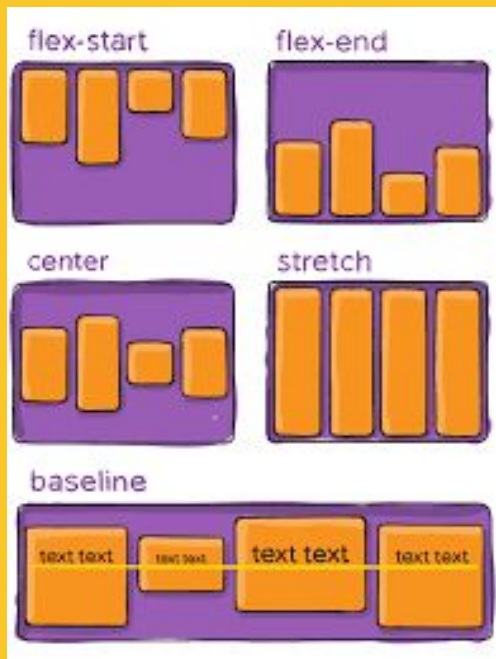 flex-start
flex-end
center
stretch
baseline
text text
text text
text text
text text